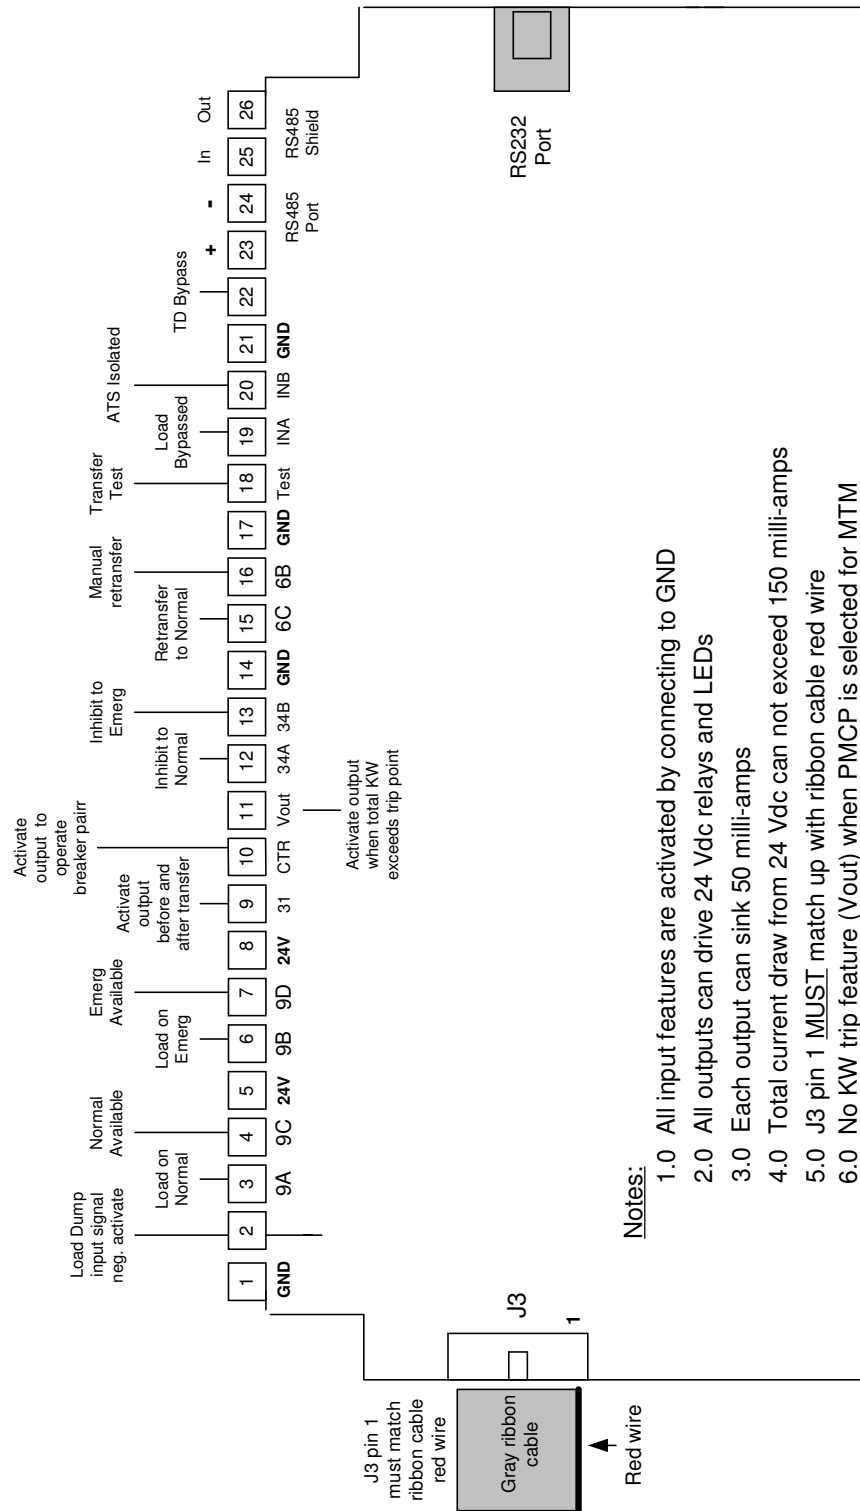 Activate
output to
operate
breaker pairr
Load Dump
input signal
neg. activate
Normal
Available
Emerg
Available
Inhibit to
Emerg
Manual
retransfer
Transfer
Test
ATS Isolated
Load on
Normal
Load on
Emerg
Activate
output
before and
after transfer
Inhibit to
Normal
Retransfer
to Normal
Load
Bypassed
TD Bypass
+
-
In
Out
1
2
3
4
5
6
7
8
9
10
11
12
13
14
15
16
17
18
19
20
21
22
23
24
25
26
GND
9A
9C
24V
9B
9D
24V
31
CTR
Vout
34A
34B
GND
6C
6B
GND
Test
INA
INB
GND
RS485
Port
RS485
Shield
Activate output
when total KW
exceeds trip point
J3 pin 1
must match
ribbon cable
red wire
Gray ribbon
cable
Red wire
J3
1
RS232
Port
Notes:
1.0 All input features are activated by connecting to GND
2.0 All outputs can drive 24 Vdc relays and LEDs
3.0 Each output can sink 50 milli-amps
4.0 Total current draw from 24 Vdc can not exceed 150 milli-amps
5.0 J3 pin 1 MUST match up with ribbon cable red wire
6.0 No KW trip feature (Vout) when PMCP is selected for MTM